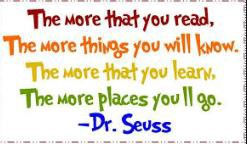 The more that you read,
The more things you will know.
The more that you learn,
The more places you ll go.
-Dr. Seuss